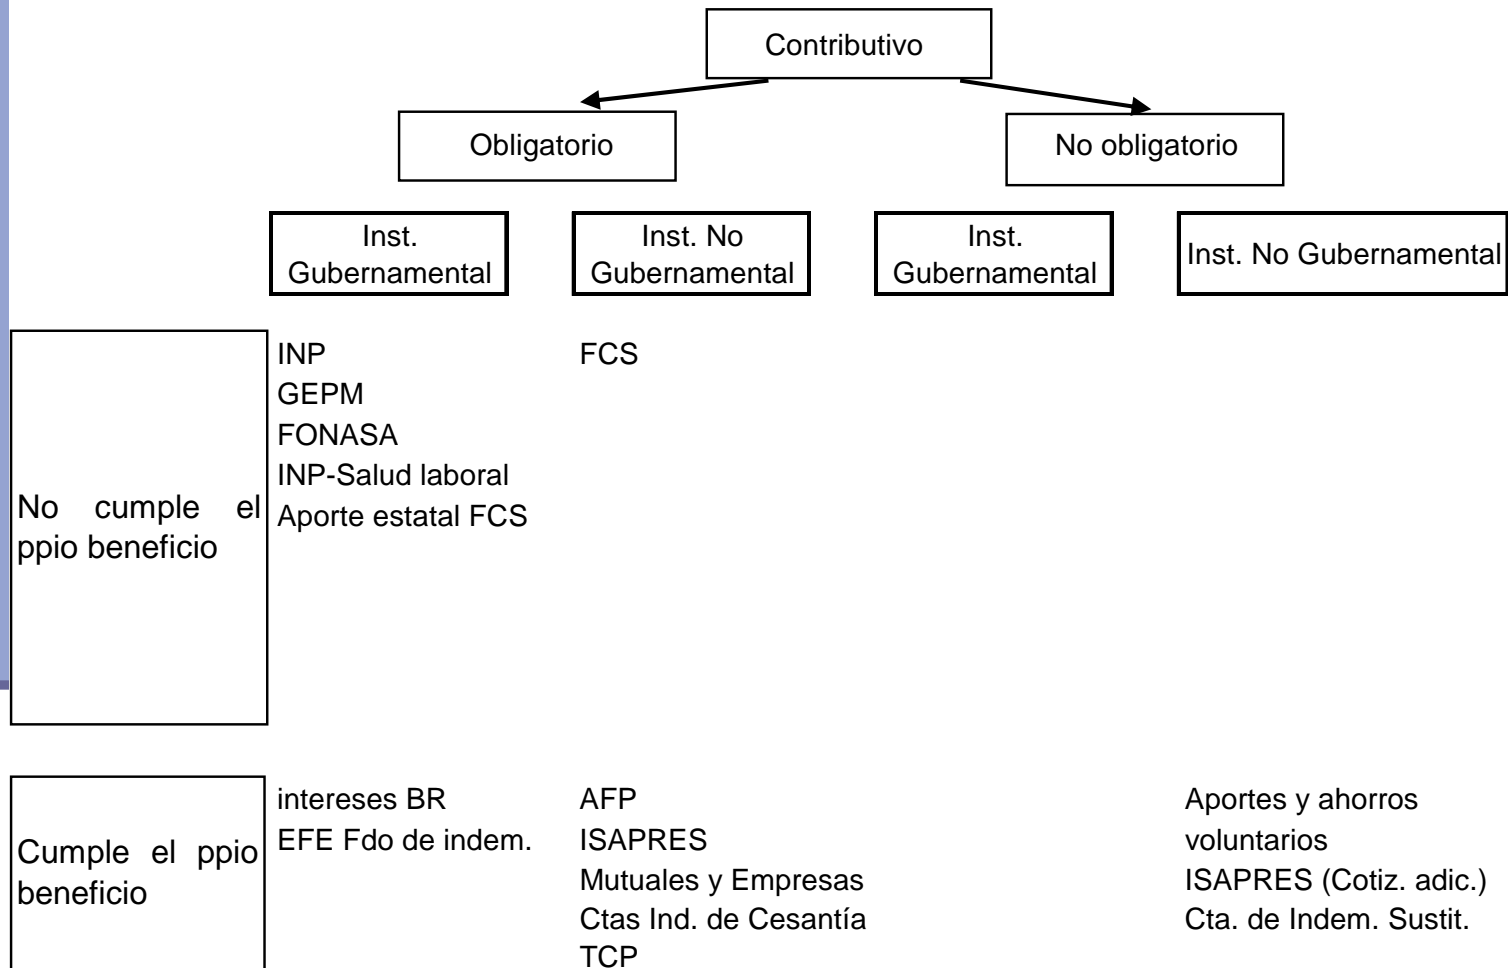 Contributivo
Obligatorio
No obligatorio
Inst.
Gubernamental
Inst. No
Gubernamental
Inst.
Gubernamental
Inst. No Gubernamental
No cumple el
ppio beneficio
INP
GEPM
FONASA
INP-Salud laboral
Aporte estatal FCS
FCS
Cumple el ppio
beneficio
intereses BR
EFE Fdo de indem.
AFP
ISAPRES
Mutuales y Empresas
Ctas Ind. de Cesantía
TCP
Aportes y ahorros
voluntarios
ISAPRES (Cotiz. adic.)
Cta. de Indem. Sustit.